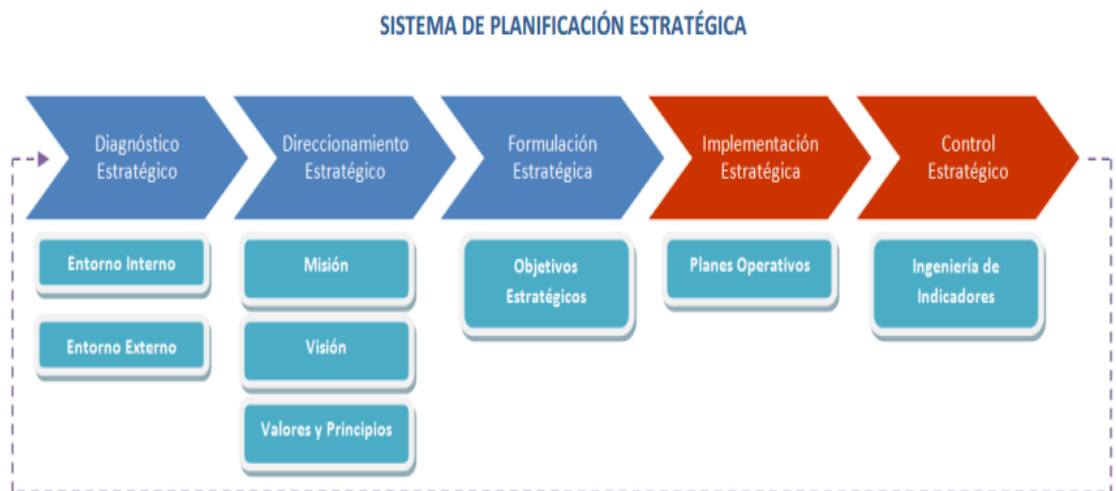 SISTEMA DE PLANIFICACIÓN ESTRATÉGICA
Diagnóstico
Estratégico
Direccionamiento
Estratégico
Formulación
Estratégica
Implementación
Estratégica
Control
Estratégico
Entorno Interno
Entorno Externo
Misión
Visión
Valores y Principios
Objetivos
Estratégicos
Planes Operativos
Ingeniería de
Indicadores